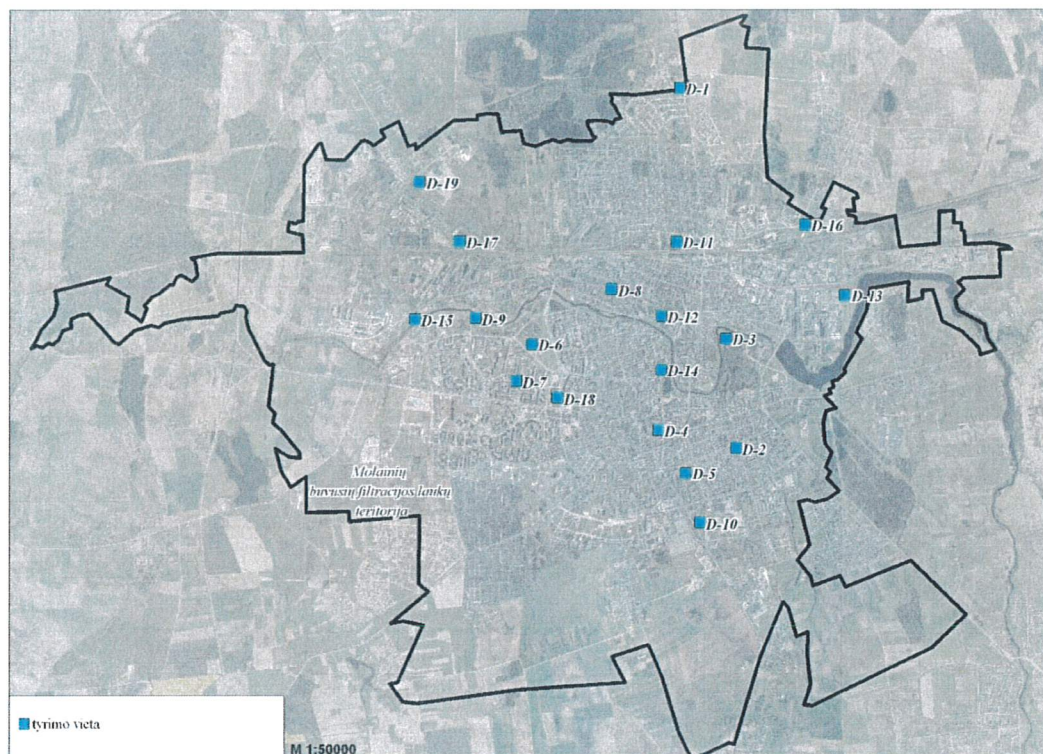 D-1
D-19
D-16
D-17
D-11
D-8
D-13
D-12
D-15
D-9
D-3
D-6
D-14
D-7
D-18
D-4
D-2
D-5
Molainių
buvusių filtracijos laukų
teritorija
D-10
tyrimo vieta
M 1:50000